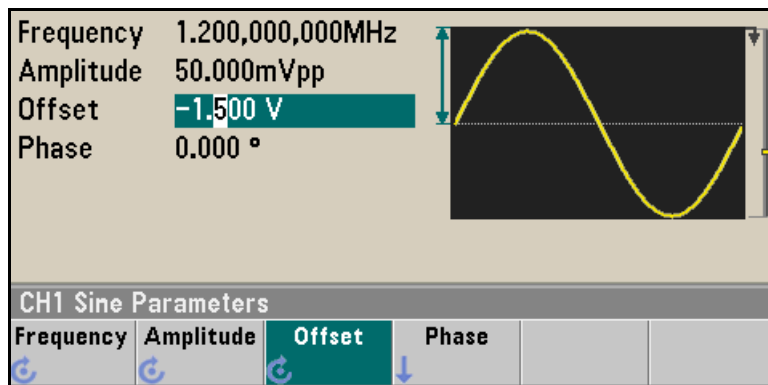 Frequency 1.200,000,000MHz
Amplitude 50.000mVpp
Offset -1.500 V
Phase 0.000 °
CH1 Sine Parameters
Frequency Amplitude Offset Phase